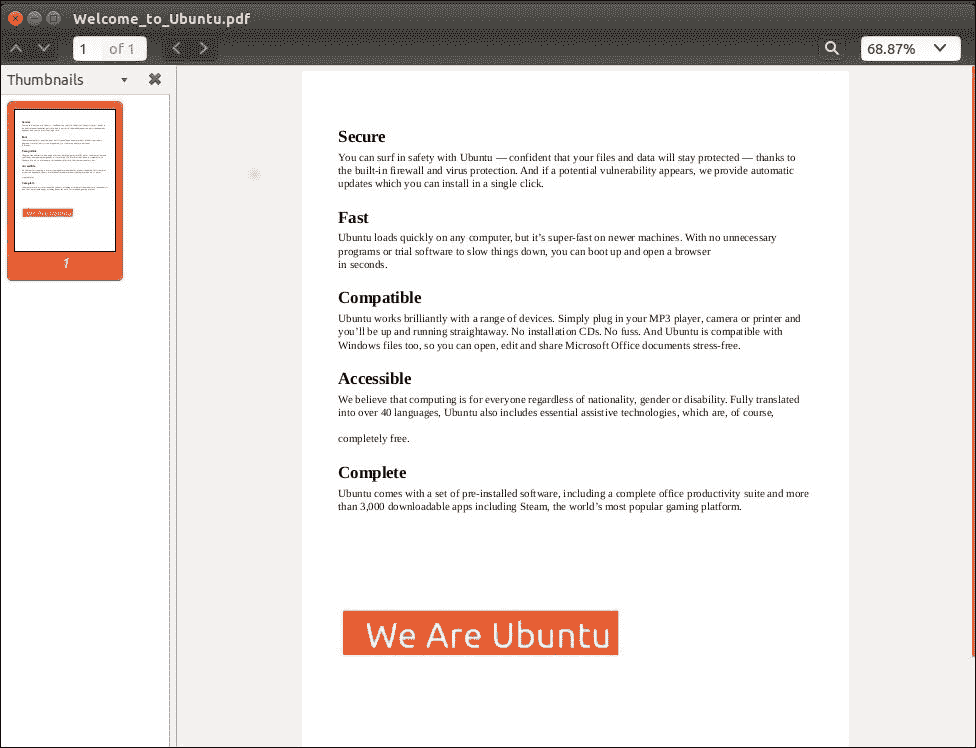 Welcome_to_Ubuntu.pdf
1 of 1
68.87%
Thumbnails
1
Secure
You can surf in safety with Ubuntu — confident that your files and data will stay protected — thanks to
the built-in firewall and virus protection. And if a potential vulnerability appears, we provide automatic
updates which you can install in a single click.
Fast
Ubuntu loads quickly on any computer, but it's super-fast on newer machines. With no unnecessary
programs or trial software to slow things down, you can boot up and open a browser
in seconds.
Compatible
Ubuntu works brilliantly with a range of devices. Simply plug in your MP3 player, camera or printer and
you'll be up and running straightaway. No installation CDs. No fuss. And Ubuntu is compatible with
Windows files too, so you can open, edit and share Microsoft Office documents stress-free.
Accessible
We believe that computing is for everyone regardless of nationality, gender or disability. Fully translated
into over 40 languages, Ubuntu also includes essential assistive technologies, which are, of course,
completely free.
Complete
Ubuntu comes with a set of pre-installed software, including a complete office productivity suite and more
than 3,000 downloadable apps including Steam, the world's most popular gaming platform.
We Are Ubuntu